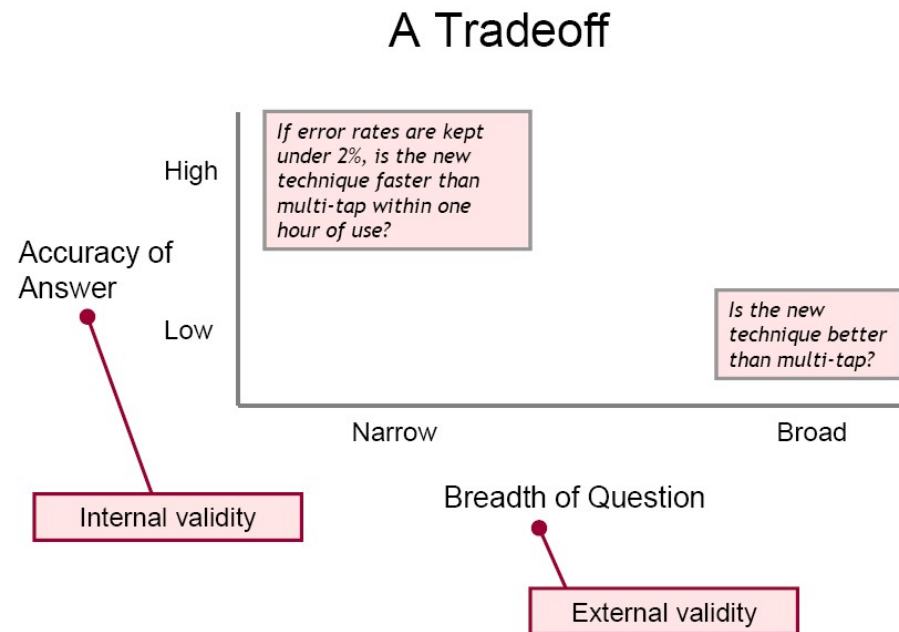 A Tradeoff
If error rates are kept
under 2%, is the new
technique faster than
multi-tap within one
hour of use?
High
Accuracy of
Answer
Low
Is the new
technique better
than multi-tap?
Narrow
Broad
Breadth of Question
Internal validity
External validity